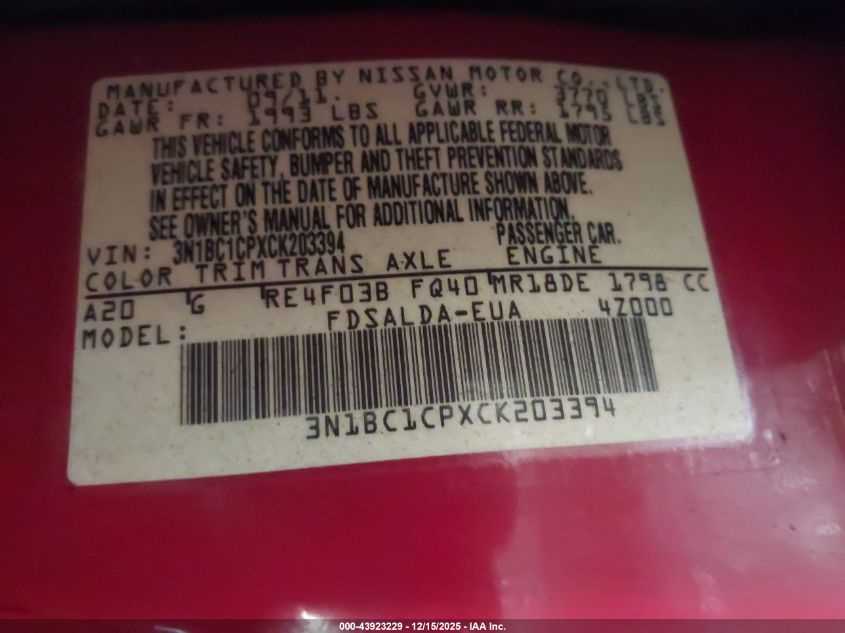 MANUFACTURED BY NISSAN MOTOR CO., LTD.
DATE: 09/11. GVWR: 3770 LBS
GAWR FR: 1993 LBS GAWR RR: 1795 LBS
THIS VEHICLE CONFORMS TO ALL APPLICABLE FEDERAL MOTOR
VEHICLE SAFETY, BUMPER AND THEFT PREVENTION STANDARDS
IN EFFECT ON THE DATE OF MANUFACTURE SHOWN ABOVE.
SEE OWNER'S MANUAL FOR ADDITIONAL INFORMATION.
VIN: 3N1BC1CPXCK203394 PASSENGER CAR.
COLOR TRIM TRANS AXLE ENGINE
A20 G RE4F03B FQ40 MR18DE 1798 CC
MODEL: FDSALDA-EUA 4Z000
3N1BC1CPXCK203394
000-43923229 - 12/15/2025 - IAA Inc.